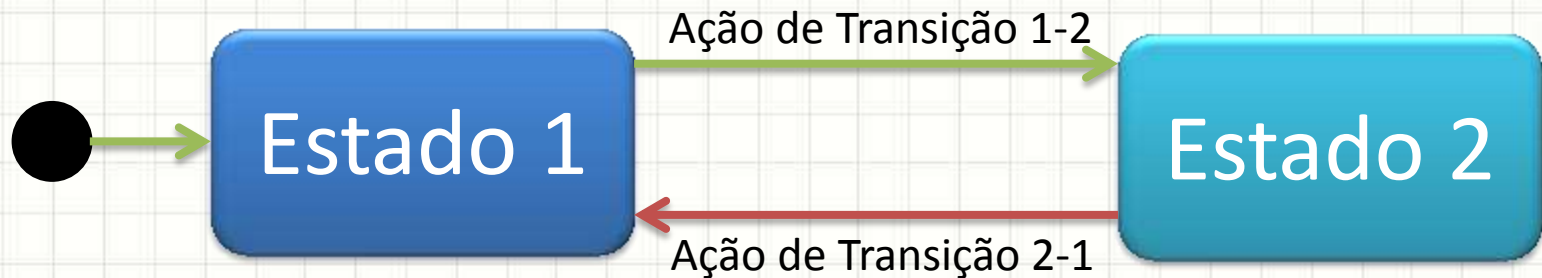 Ação de Transição 1-2
Estado 1
Estado 2
Ação de Transição 2-1